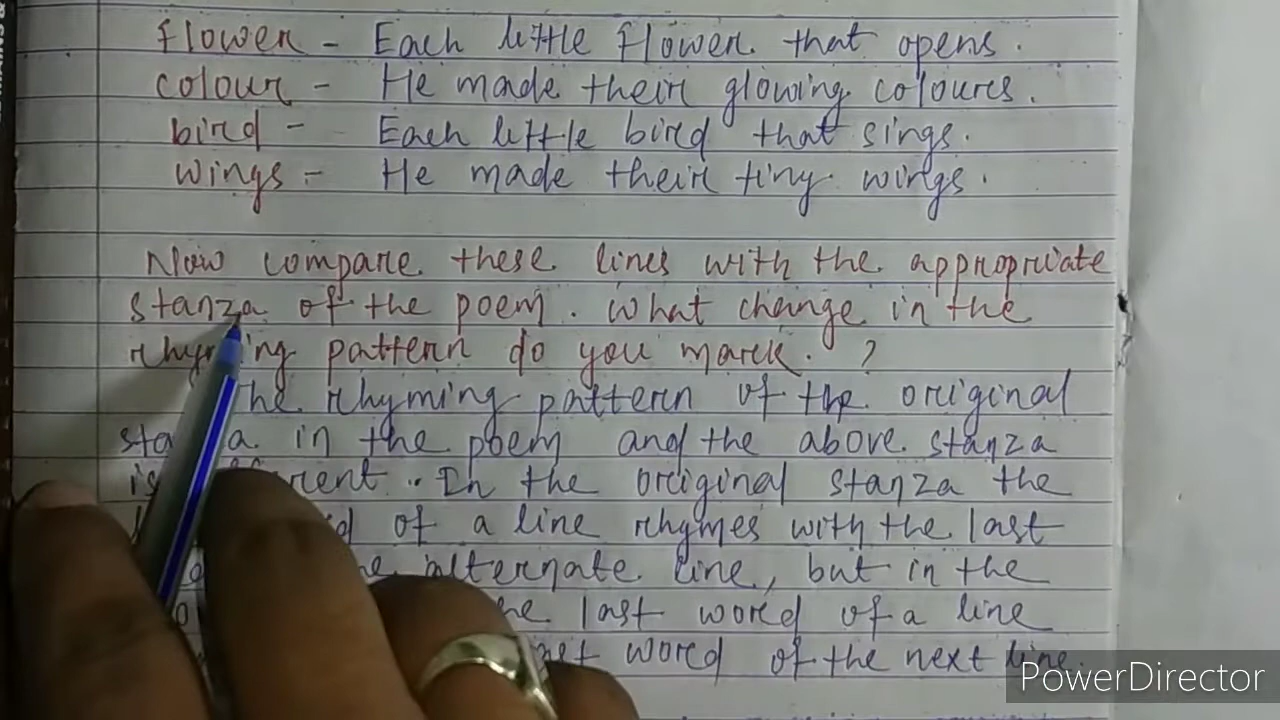 flower - Each little flower that opens.
colour - He made their glowing colours.
bird - Each little bird that sings.
wings - He made their tiny wings.
Now compare these lines with the appropriate
stanza of the poem. What change in the
rhyming pattern do you mark. ?
The rhyming pattern of the original
in the poem and the above stanza
is In the original stanza the
of a line rhymes with the last
alternate line, but in the
last word of a line
word of the next line.
PowerDirector